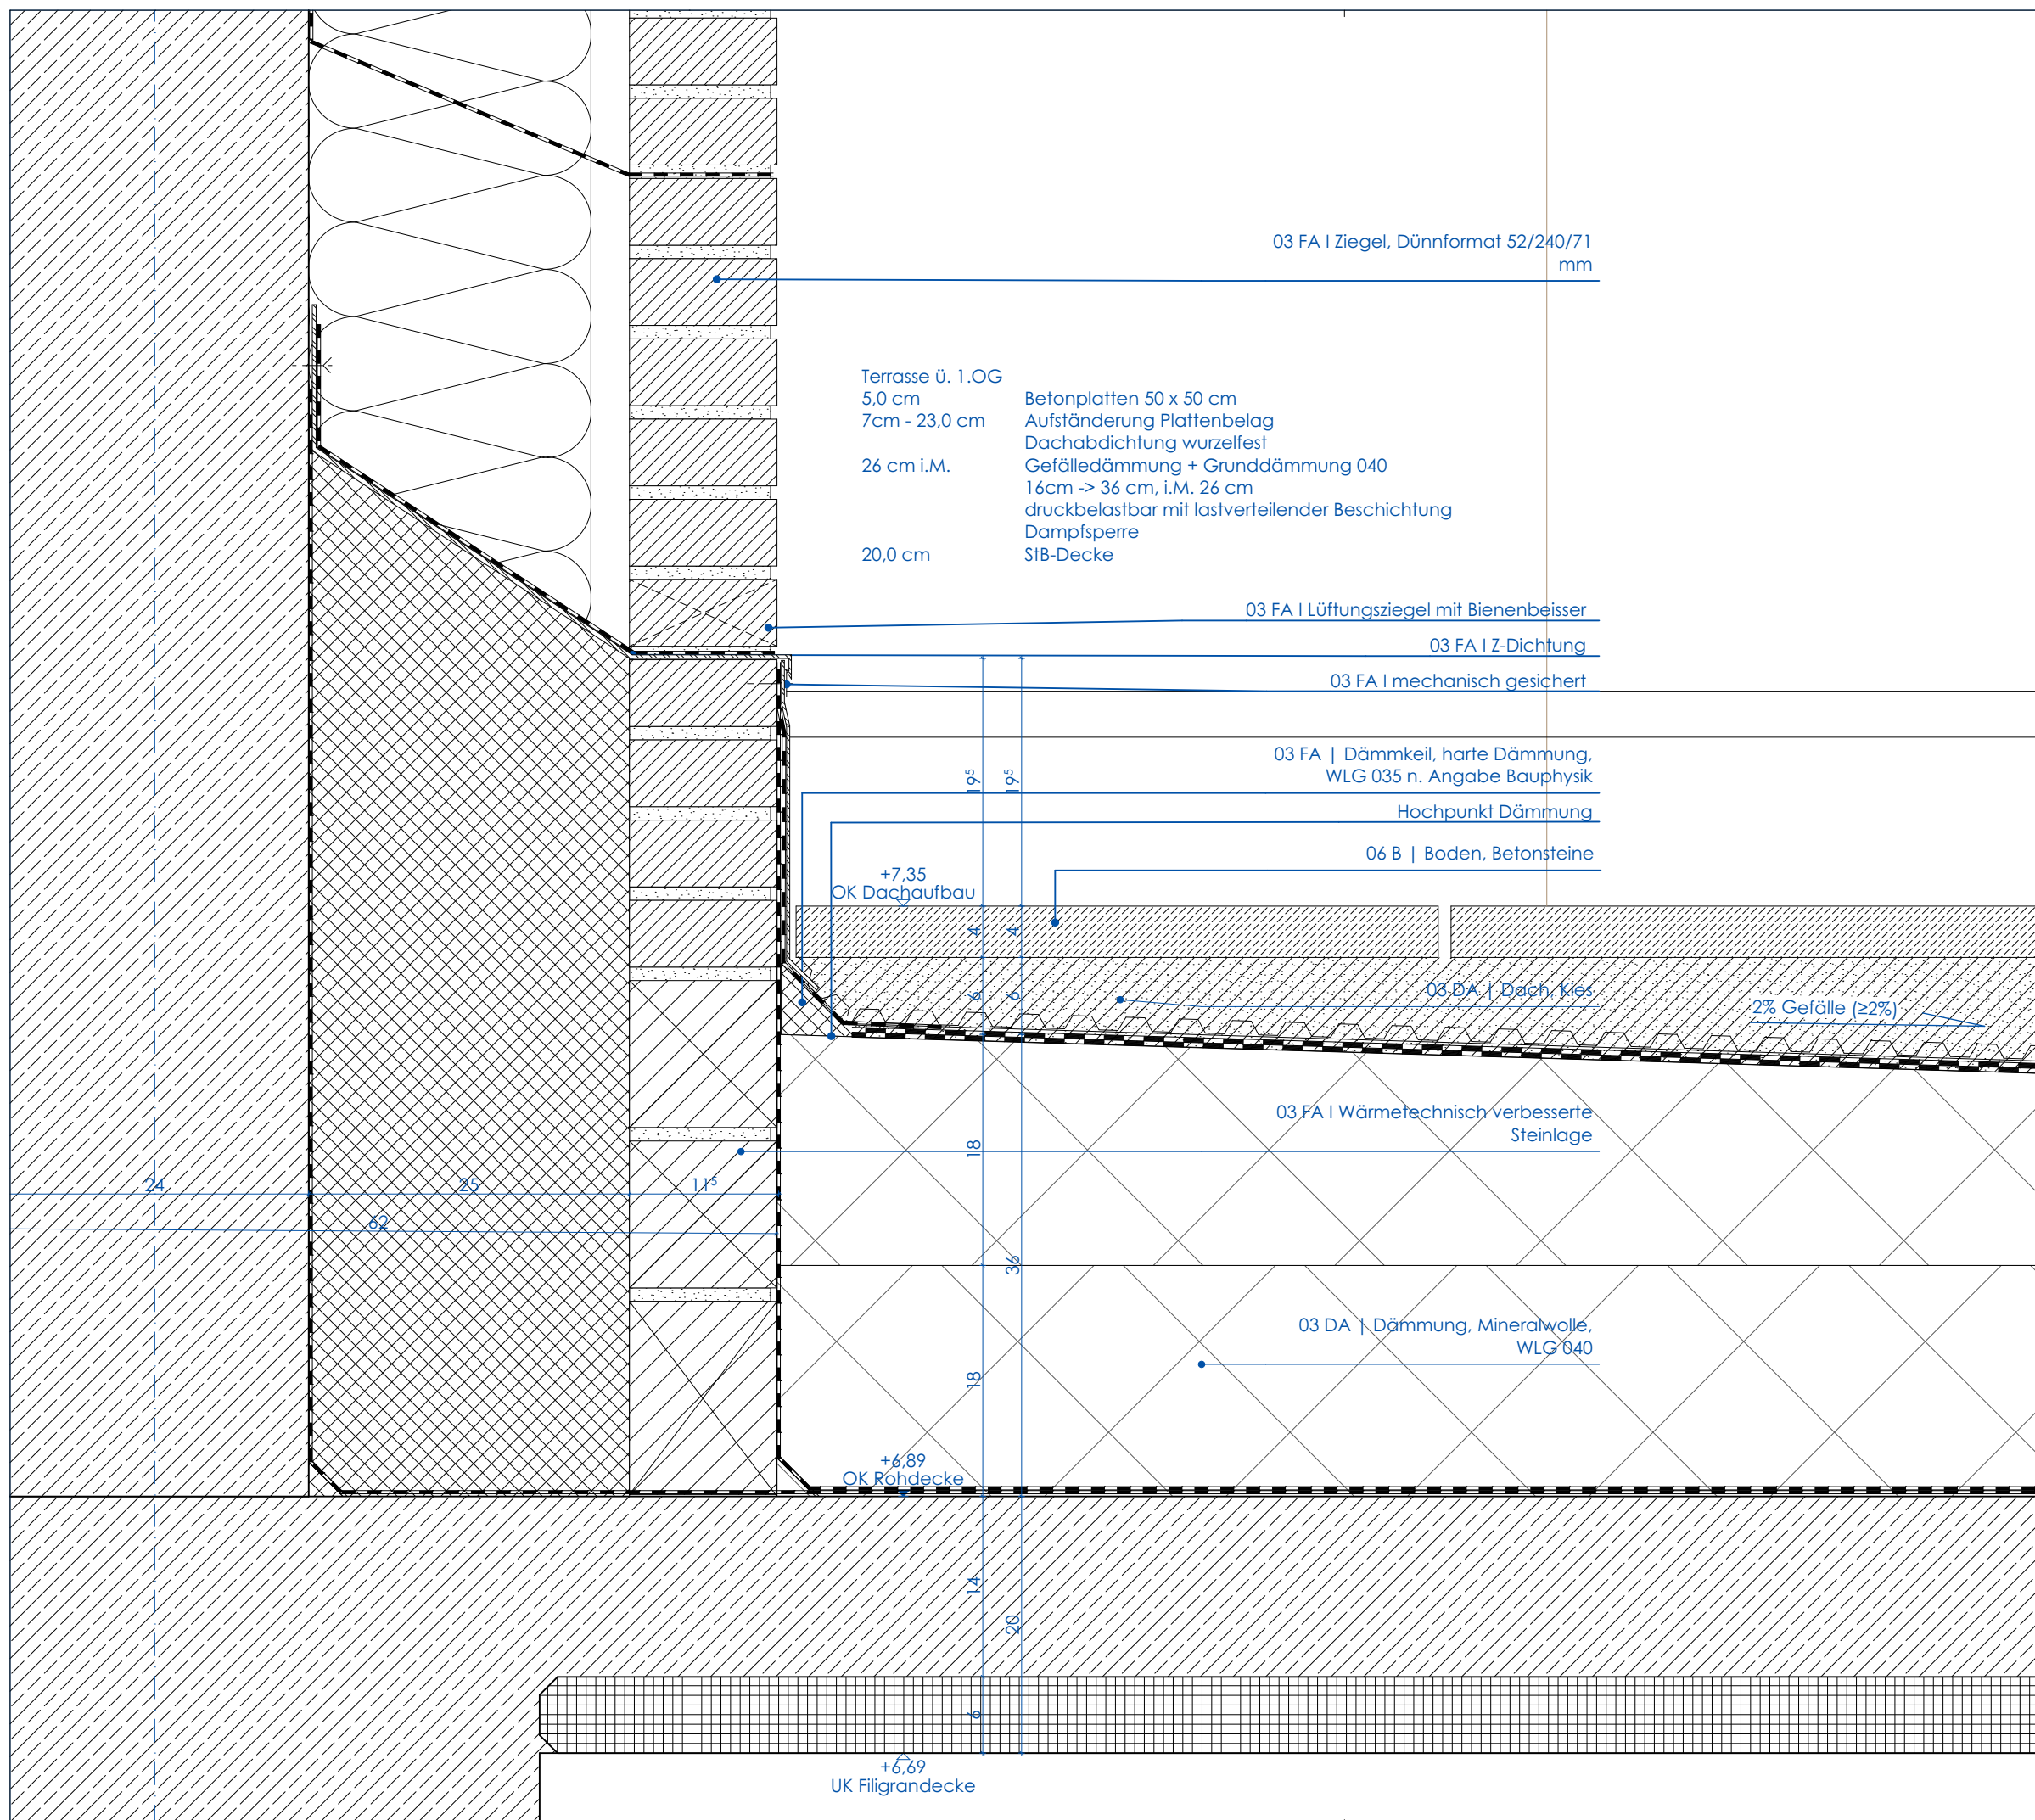 03 FA I Ziegel, Dünnformat 52/240/71
mm
Terrasse ü. 1.OG
5,0 cm Betonplatten 50 x 50 cm
7cm - 23,0 cm Aufständerung Plattenbelag
Dachabdichtung wurzelfest
26 cm i.M. Gefälledämmung + Grunddämmung 040
16cm -> 36 cm, i.M. 26 cm
druckbelastbar mit lastverteilender Beschichtung
Dampfsperre
20,0 cm StB-Decke
03 FA I Lüftungsziegel mit Bienenbeisser
03 FA I Z-Dichtung
03 FA I mechanisch gesichert
03 FA | Dämmkeil, harte Dämmung,
WLG 035 n. Angabe Bauphysik
19⁵ 19⁵
Hochpunkt Dämmung
06 B | Boden, Betonsteine
+7,35
OK Dachaufbau
4 4
03 DA | Dach, Kies
6 6
2% Gefälle (≥2%)
03 FA I Wärmetechnisch verbesserte
Steinlage
18
24 25 11⁵
62
36
03 DA | Dämmung, Mineralwolle,
WLG 040
18
+6,89
OK Rohdecke
14
20
6
+6,69
UK Filigrandecke